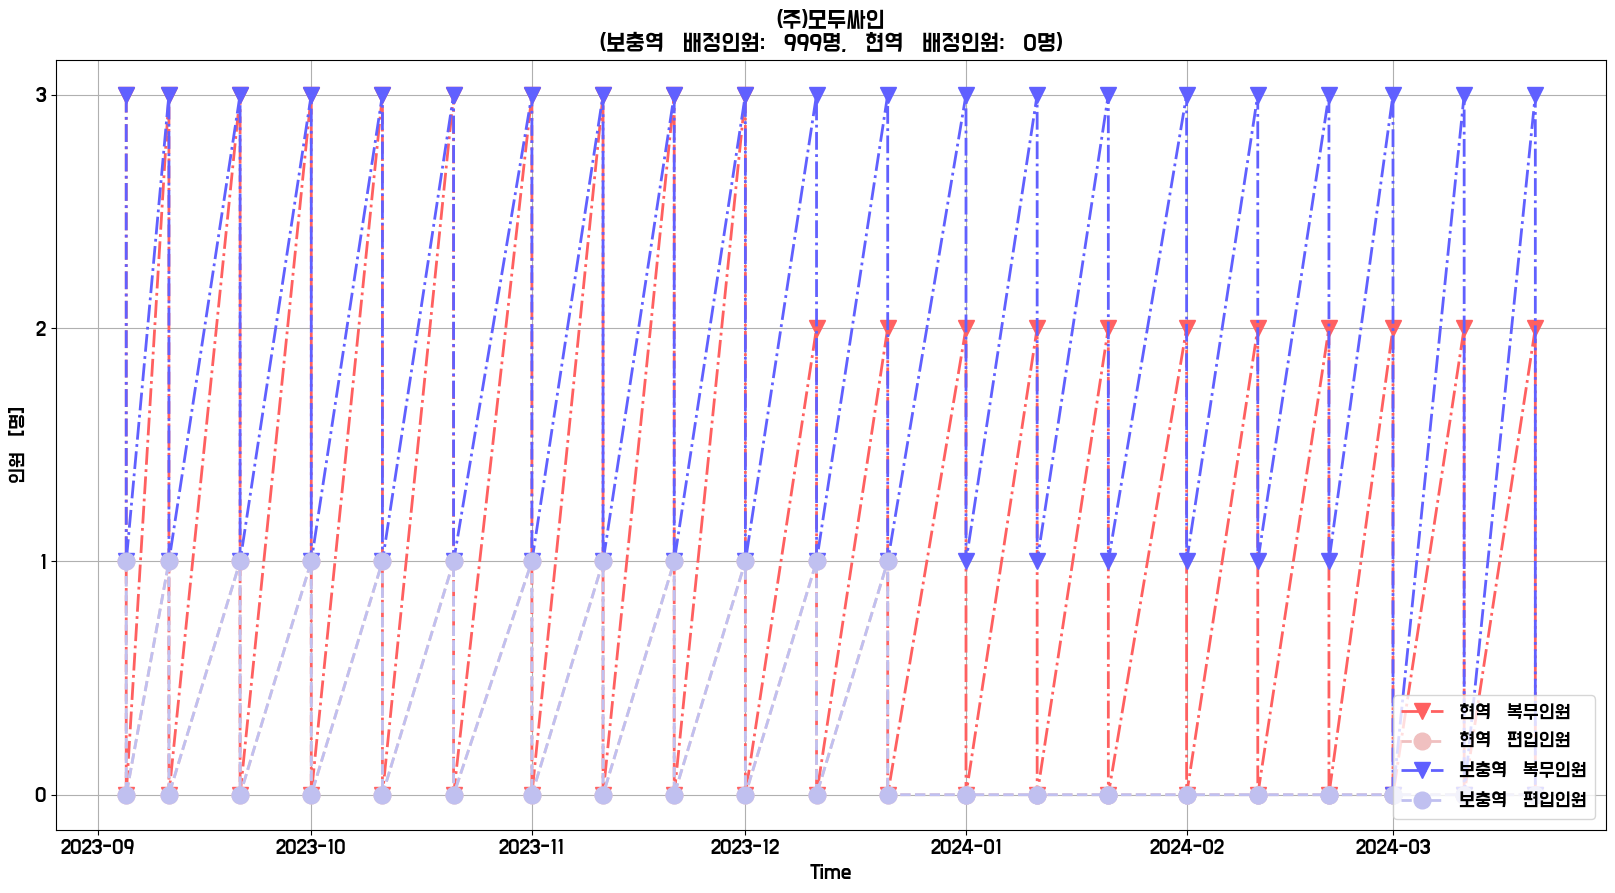 (주)모두싸인
(보충역 배정인원: 999명, 현역 배정인원: 0명)
인원 [명]
3
2
1
0
현역 복무인원
현역 편입인원
보충역 복무인원
보충역 편입인원
2023-09 2023-10 2023-11 2023-12 2024-01 2024-02 2024-03
Time